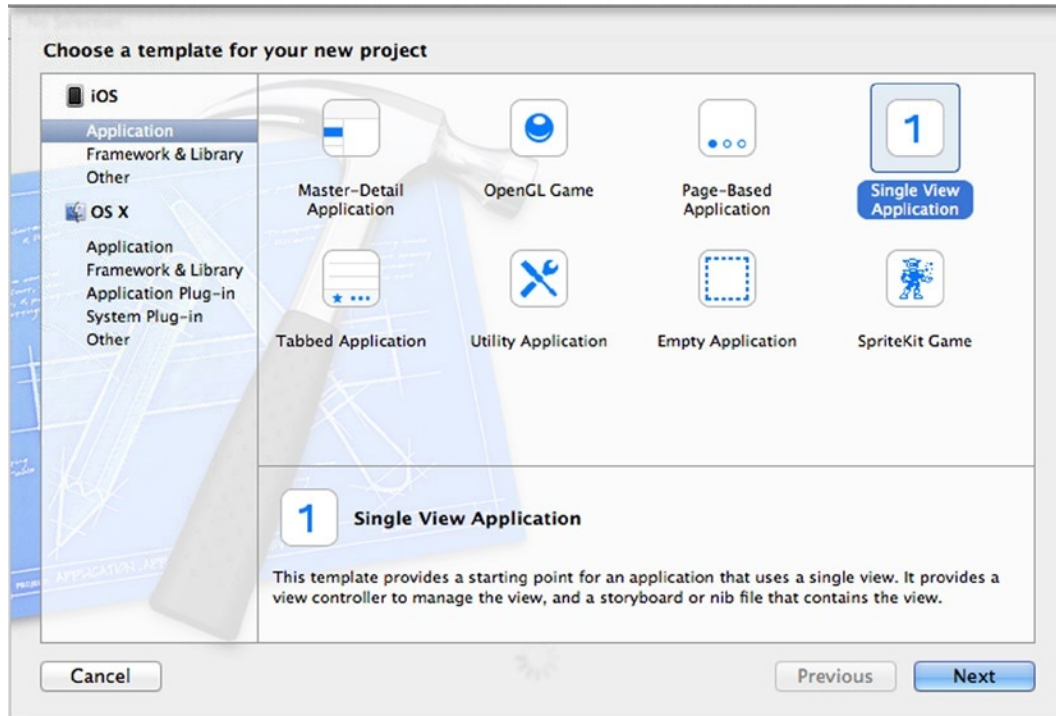 No Selection
Choose a template for your new project
iOS
Application
Framework & Library
Other
OS X
Application
Framework & Library
Application Plug-in
System Plug-in
Other
Master-Detail
Application
OpenGL Game
Page-Based
Application
1
Single View
Application
Tabbed Application
Utility Application
Empty Application
SpriteKit Game
1
Single View Application
This template provides a starting point for an application that uses a single view. It provides a
view controller to manage the view, and a storyboard or nib file that contains the view.
Cancel
Previous
Next